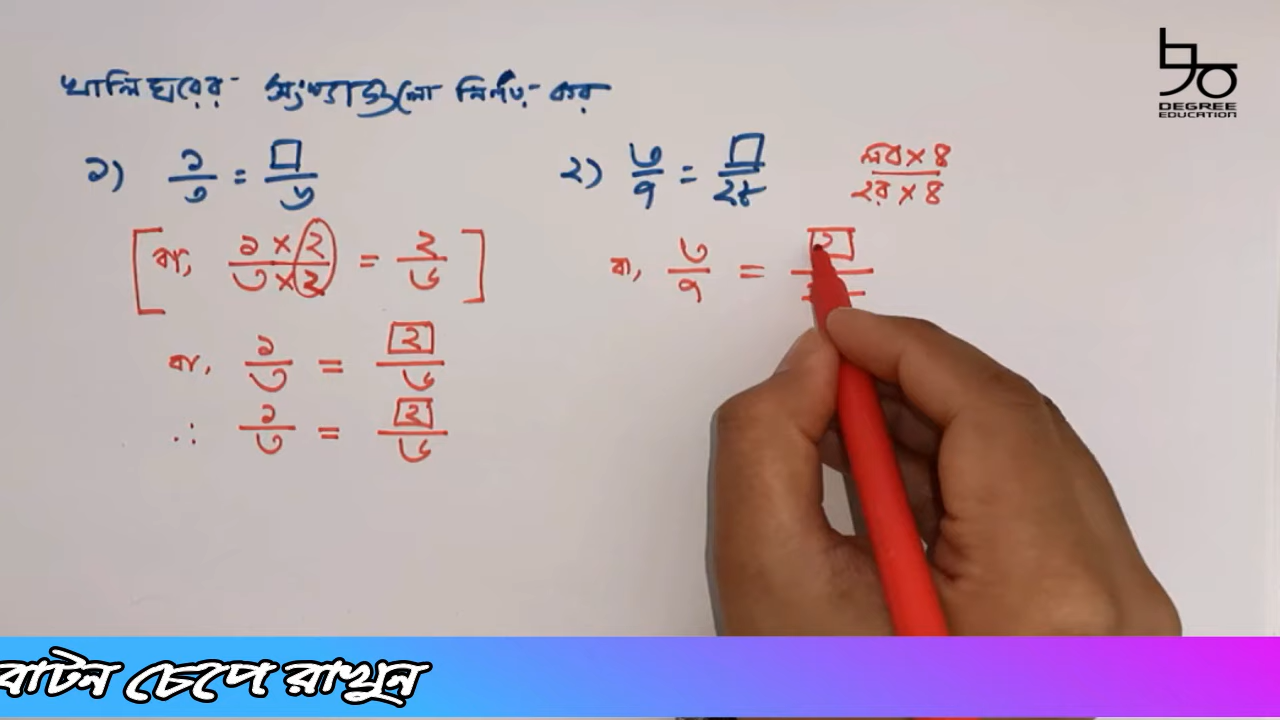 খালি ঘরের সংখ্যাগুলো নির্ণয় কর
১) ১/৩ = □/৬
[বা, ১×২/৩×২ = ২/৬]
বা, ১/৩ = ২/৬
∴ ১/৩ = ২/৬
২) ৬/৭ = □/২৮
লব × ৪
হর × ৪
বা, ৬/৭ =
DEGREE
EDUCATION
বাটন চেপে রাখুন